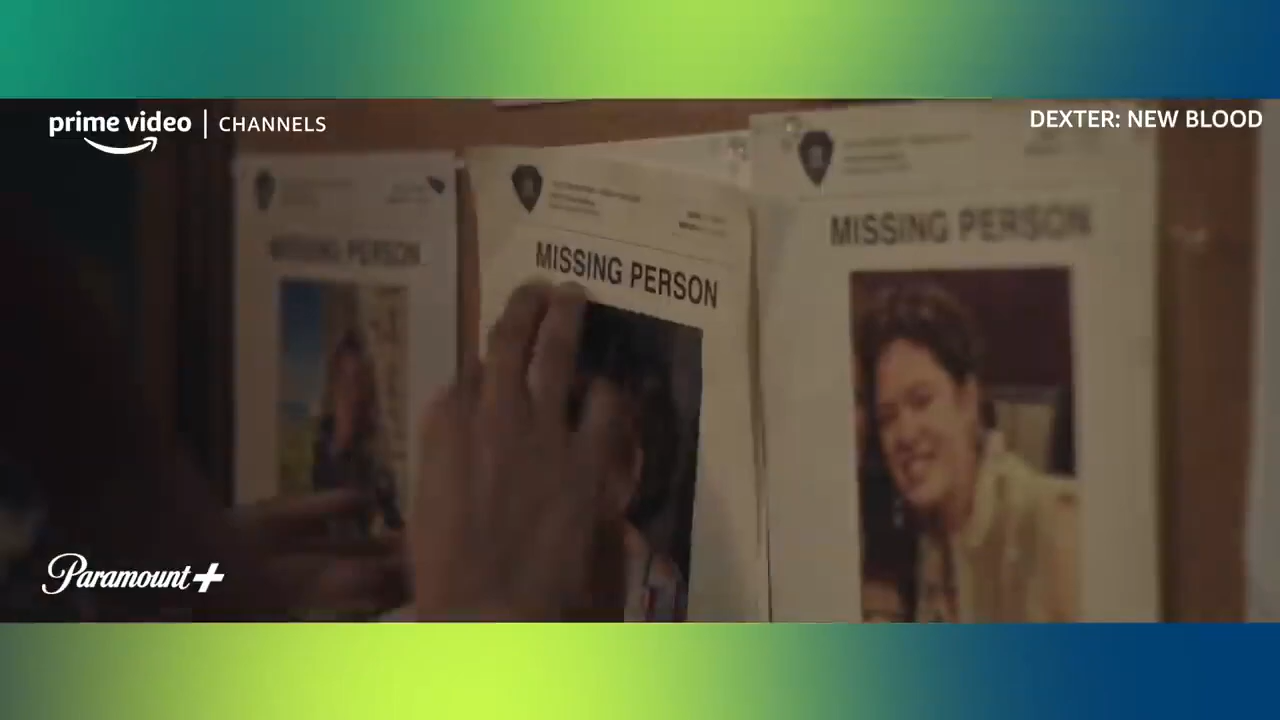 prime video | CHANNELS
DEXTER: NEW BLOOD
MISSING PERSON
MISSING PERSON
MISSING PERSON
Paramount+